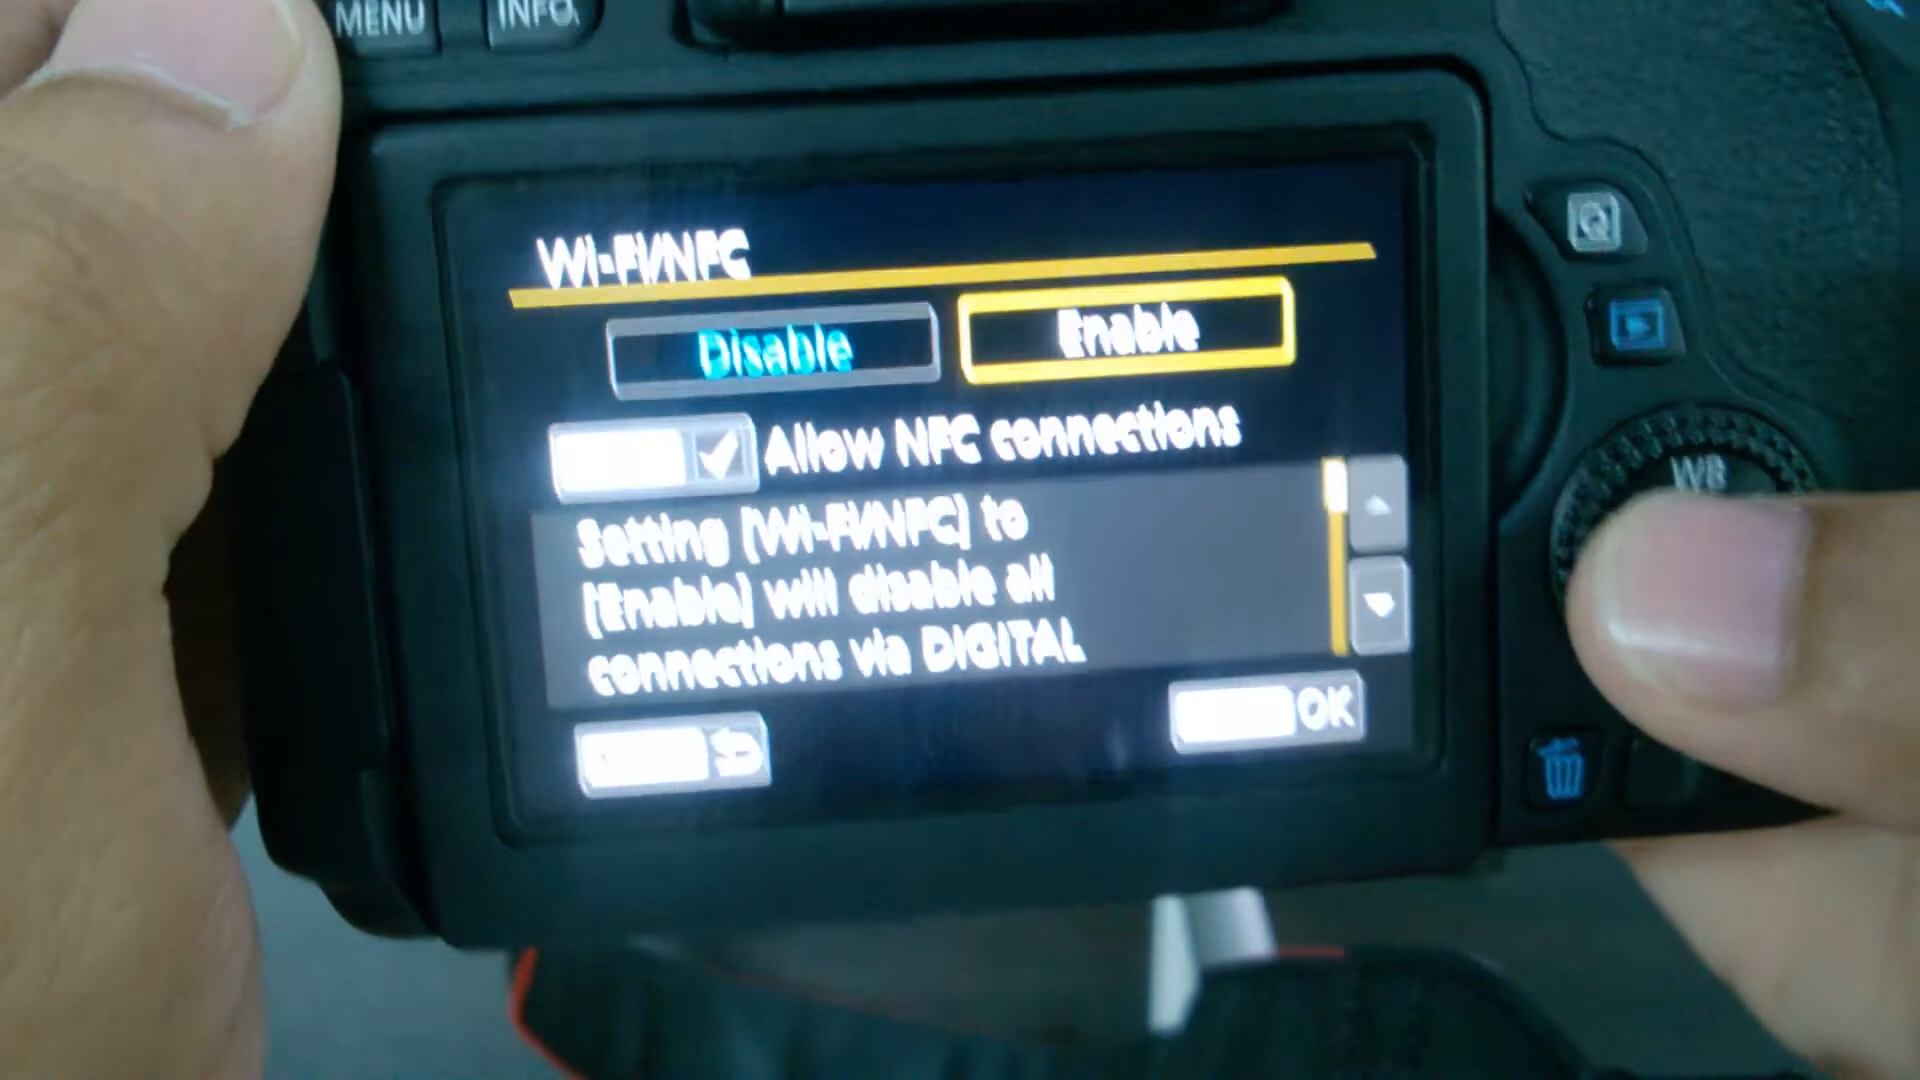 MENU INFO.
Wi-Fi/NFC
Disable Enable
Allow NFC connections
Setting [Wi-Fi/NFC] to
[Enable] will disable all
connections via DIGITAL
OK
Q
WB